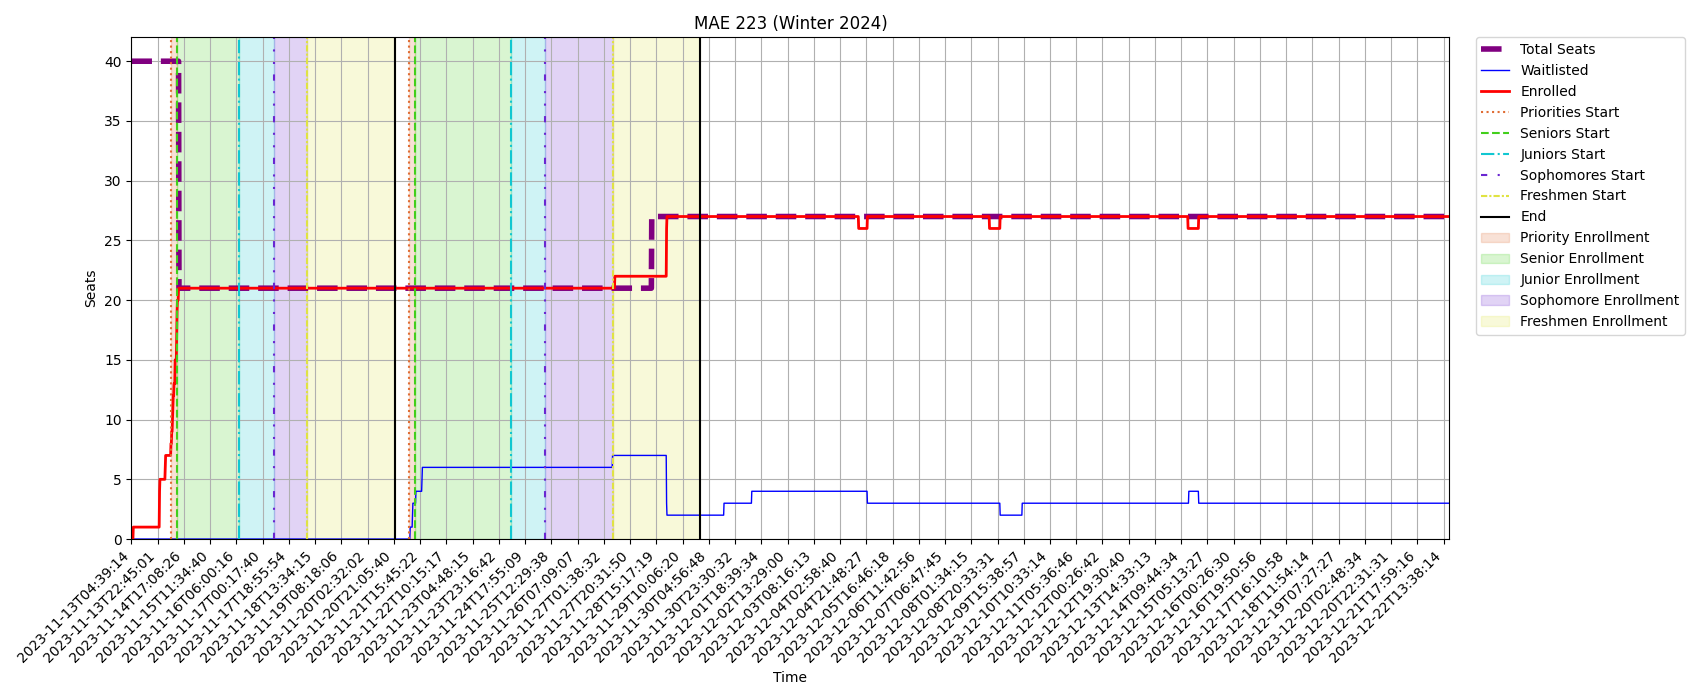 MAE 223 (Winter 2024)
Total Seats
Waitlisted
Enrolled
Priorities Start
Seniors Start
Juniors Start
Sophomores Start
Freshmen Start
End
Priority Enrollment
Senior Enrollment
Junior Enrollment
Sophomore Enrollment
Freshmen Enrollment
Seats
40
35
30
25
20
15
10
5
0
2023-11-13T04:39:14
2023-11-13T22:45:01
2023-11-14T17:08:26
2023-11-15T11:34:40
2023-11-16T06:00:16
2023-11-17T00:17:40
2023-11-17T18:55:54
2023-11-18T13:34:15
2023-11-19T08:18:06
2023-11-20T02:32:02
2023-11-20T21:05:40
2023-11-21T15:45:22
2023-11-22T10:15:17
2023-11-23T04:48:15
2023-11-23T23:16:42
2023-11-24T17:55:09
2023-11-25T12:29:38
2023-11-26T07:09:07
2023-11-27T01:38:32
2023-11-27T20:31:50
2023-11-28T15:17:19
2023-11-29T10:06:20
2023-11-30T04:56:48
2023-11-30T23:30:32
2023-12-01T18:39:34
2023-12-02T13:29:00
2023-12-03T08:16:13
2023-12-04T02:58:40
2023-12-04T21:48:27
2023-12-05T16:46:18
2023-12-06T11:42:56
2023-12-07T06:47:45
2023-12-08T01:34:15
2023-12-08T20:33:31
2023-12-09T15:38:57
2023-12-10T10:33:14
2023-12-11T05:36:46
2023-12-12T00:26:42
2023-12-12T19:30:40
2023-12-13T14:33:13
2023-12-14T09:44:34
2023-12-15T05:13:27
2023-12-16T00:26:30
2023-12-16T19:50:56
2023-12-17T16:10:58
2023-12-18T11:54:14
2023-12-19T07:27:27
2023-12-20T02:48:34
2023-12-20T22:31:31
2023-12-21T17:59:16
2023-12-22T13:38:14
Time